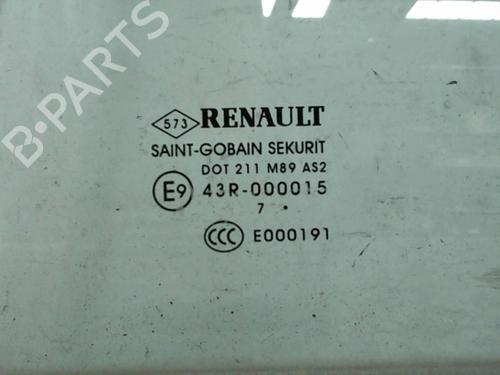 B-PARTS
573 RENAULT
SAINT-GOBAIN SEKURIT
DOT 211 M89 AS2
E9 43R-000015
7 •
CCC E000191